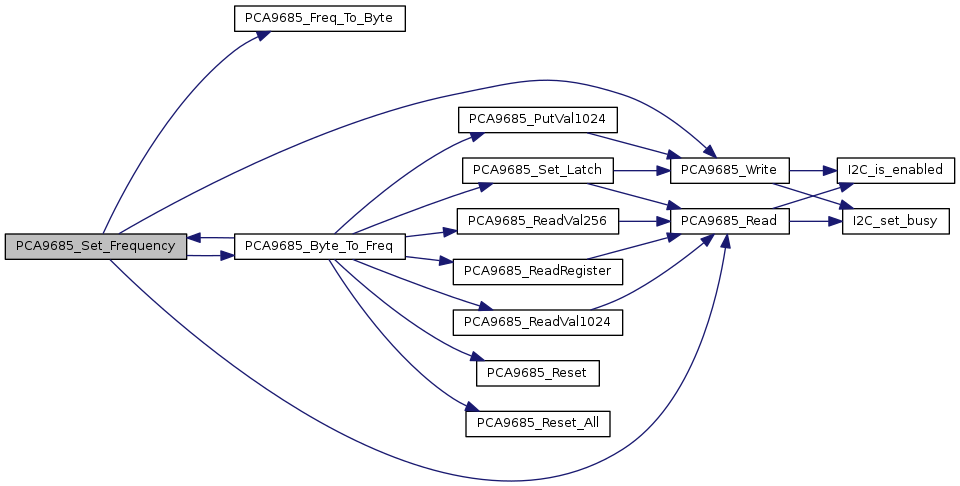 PCA9685_Freq_To_Byte
PCA9685_PutVal1024
PCA9685_Set_Latch
PCA9685_Write
I2C_is_enabled
PCA9685_ReadVal256
PCA9685_Read
I2C_set_busy
PCA9685_Set_Frequency
PCA9685_Byte_To_Freq
PCA9685_ReadRegister
PCA9685_ReadVal1024
PCA9685_Reset
PCA9685_Reset_All